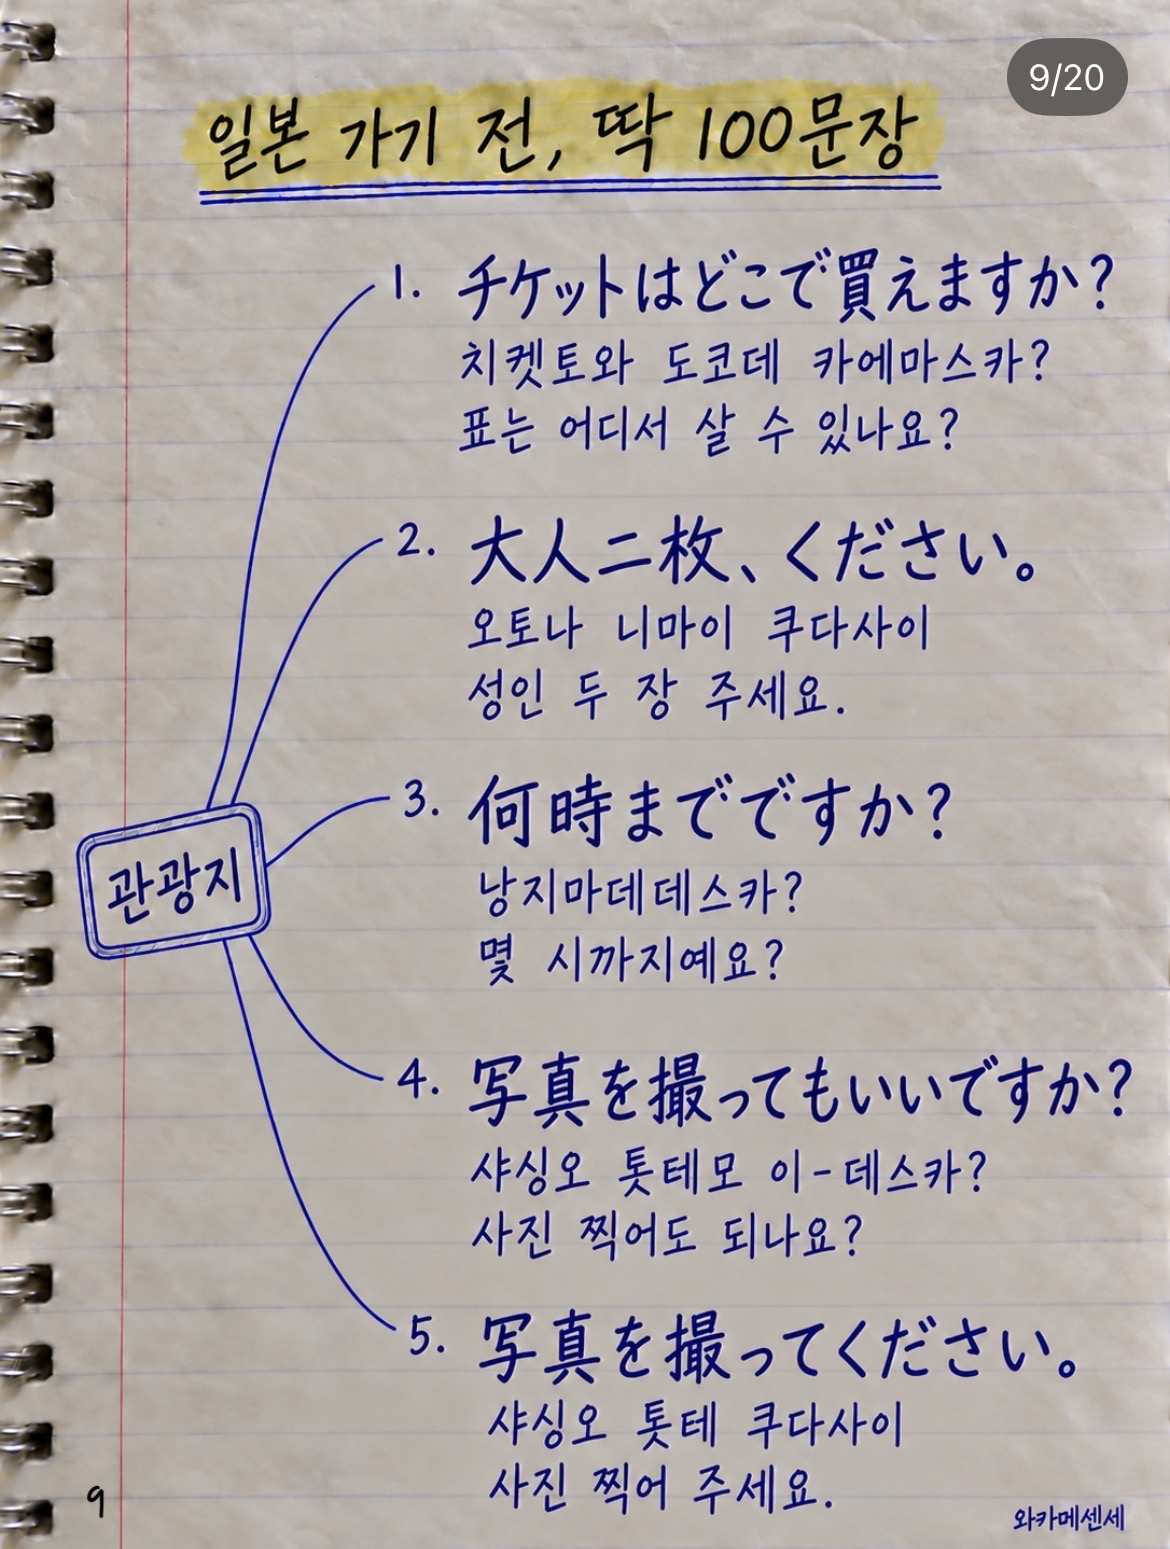 9/20
일본 가기 전, 딱 100문장
1. チケットはどこで買えますか?
치켓토와 도코데 카에마스카?
표는 어디서 살 수 있나요?
2. 大人二枚、ください。
오토나 니마이 쿠다사이
성인 두 장 주세요.
3. 何時までですか?
낭지마데데스카?
몇 시까지예요?
관광지
4. 写真を撮ってもいいですか?
샤싱오 톳테모 이-데스카?
사진 찍어도 되나요?
5. 写真を撮ってください。
샤싱오 톳테 쿠다사이
사진 찍어 주세요.
9
와카메센세